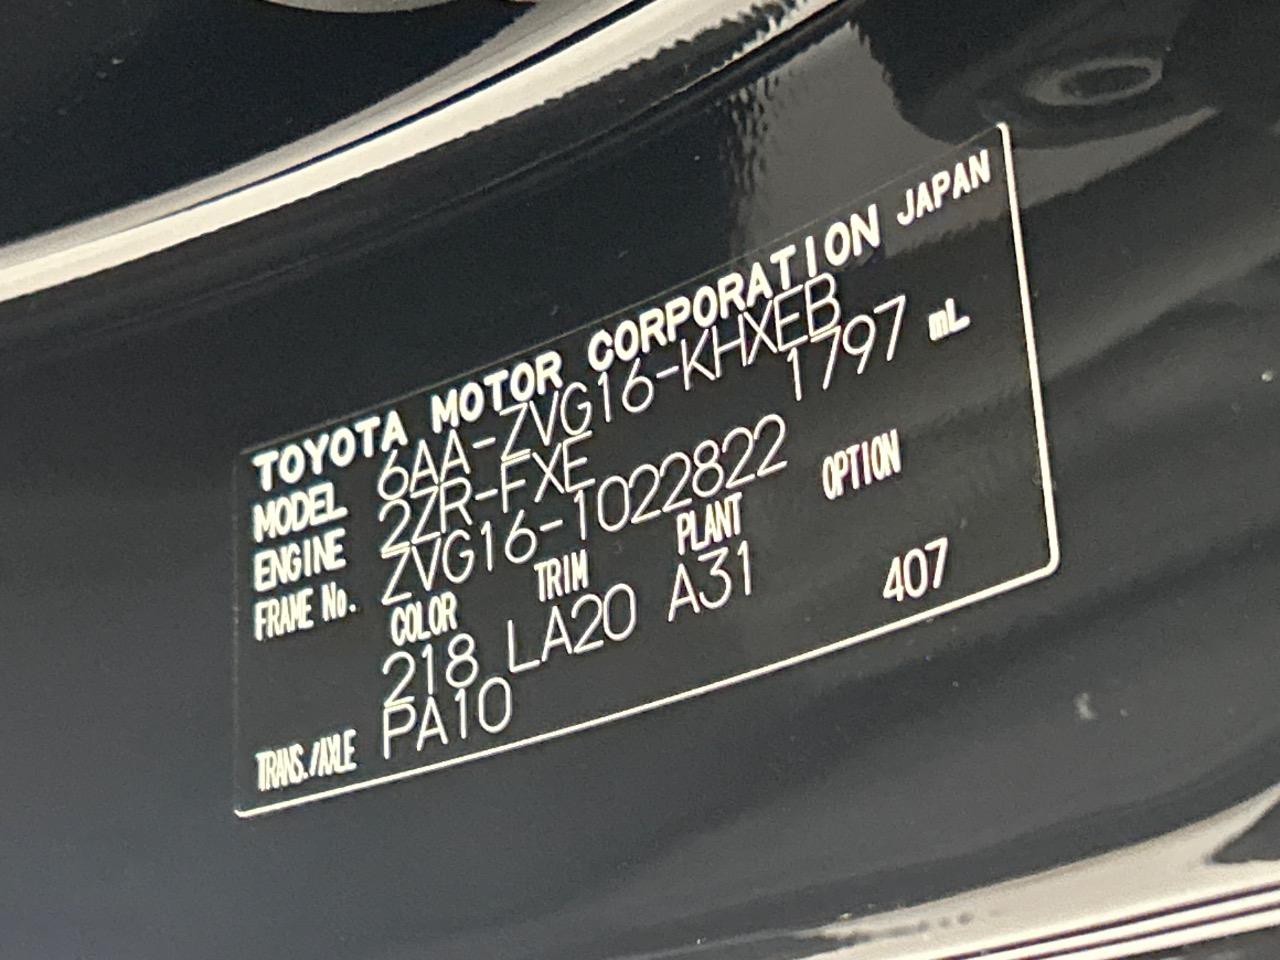 TOYOTA MOTOR CORPORATION JAPAN
MODEL 6AA-ZVG16-KHXEB
ENGINE 2ZR-FXE 1797 mL
FRAME No. ZVG16-1022822
COLOR TRIM PLANT OPTION
218 LA20 A31 407
TRANS./AXLE PA10